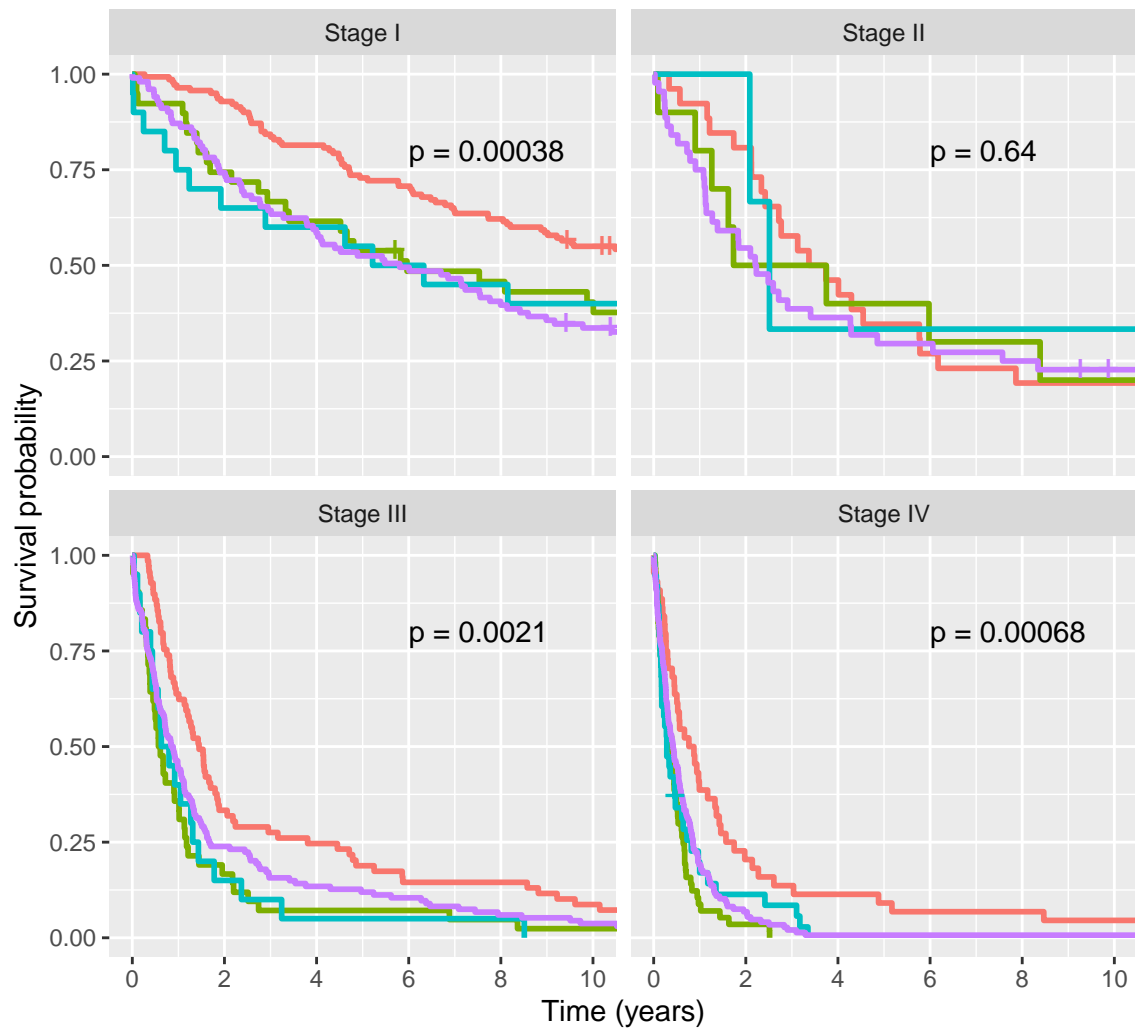 Stage I
Stage II
1.00
0.75
0.50
0.25
0.00
p = 0.00038
p = 0.64
Survival probability
Stage III
Stage IV
1.00
0.75
0.50
0.25
0.00
p = 0.0021
p = 0.00068
0 2 4 6 8 10
0 2 4 6 8 10
Time (years)